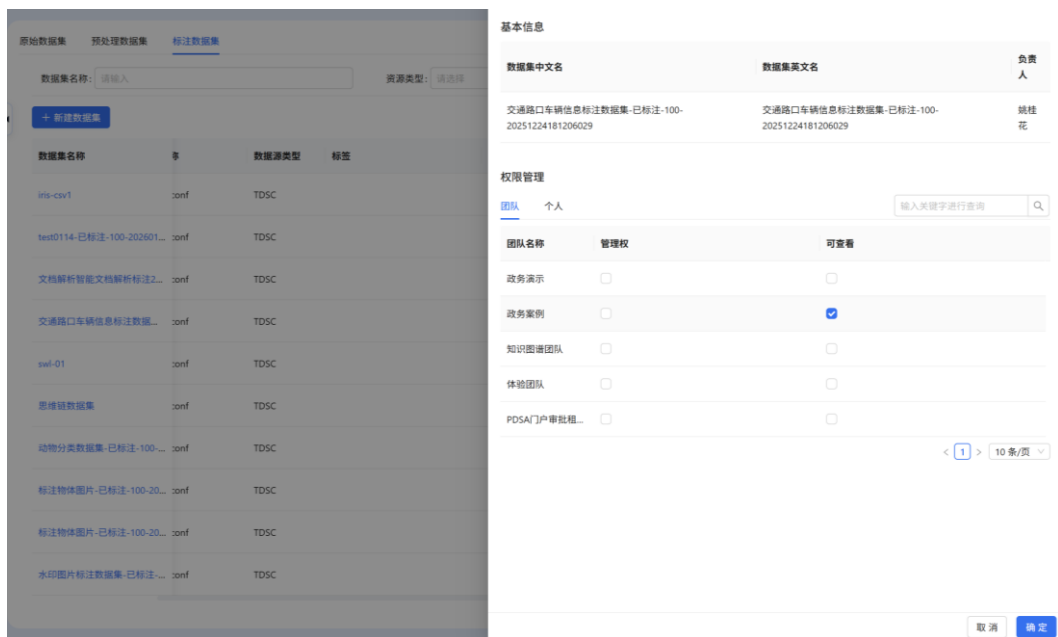 原始数据集 预处理数据集 标注数据集
数据集名称: 请输入 资源类型: 请选择
+ 新建数据集
数据集名称 数据源类型 标签
iris-csv1 conf TDSC
test0114-已标注-100-202601... conf TDSC
文档解析智能文档解析标注2... conf TDSC
交通路口车辆信息标注数据... conf TDSC
swl-01 conf TDSC
思维链数据集 conf TDSC
动物分类数据集-已标注-100-... conf TDSC
标注物体图片-已标注-100-20... conf TDSC
标注物体图片-已标注-100-20... conf TDSC
水印图片标注数据集-已标注-... conf TDSC
基本信息
数据集中文名 数据集英文名 负责人
交通路口车辆信息标注数据集-已标注-100- 交通路口车辆信息标注数据集-已标注-100- 姚桂
20251224181206029 20251224181206029 花
权限管理
团队 个人 输入关键字进行查询
团队名称 管理权 可查看
政务演示
政务案例
知识图谱团队
体验团队
PDSA门户审批租...
< 1 > 10 条/页
取消 确定